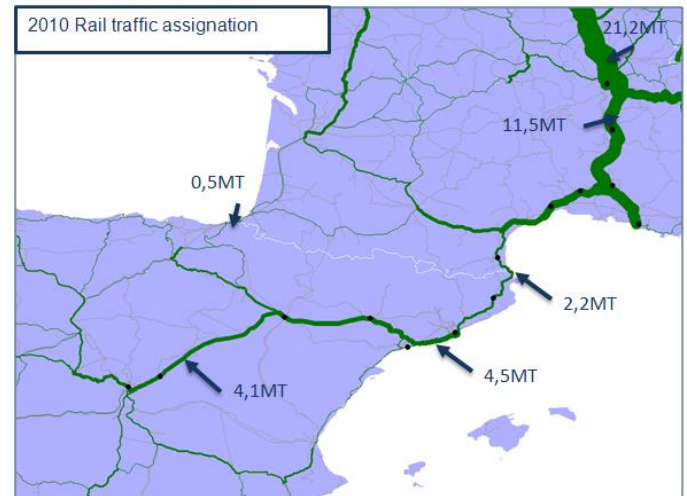 2010 Rail traffic assignation
21,2MT
11,5MT
0,5MT
2,2MT
4,5MT
4,1MT